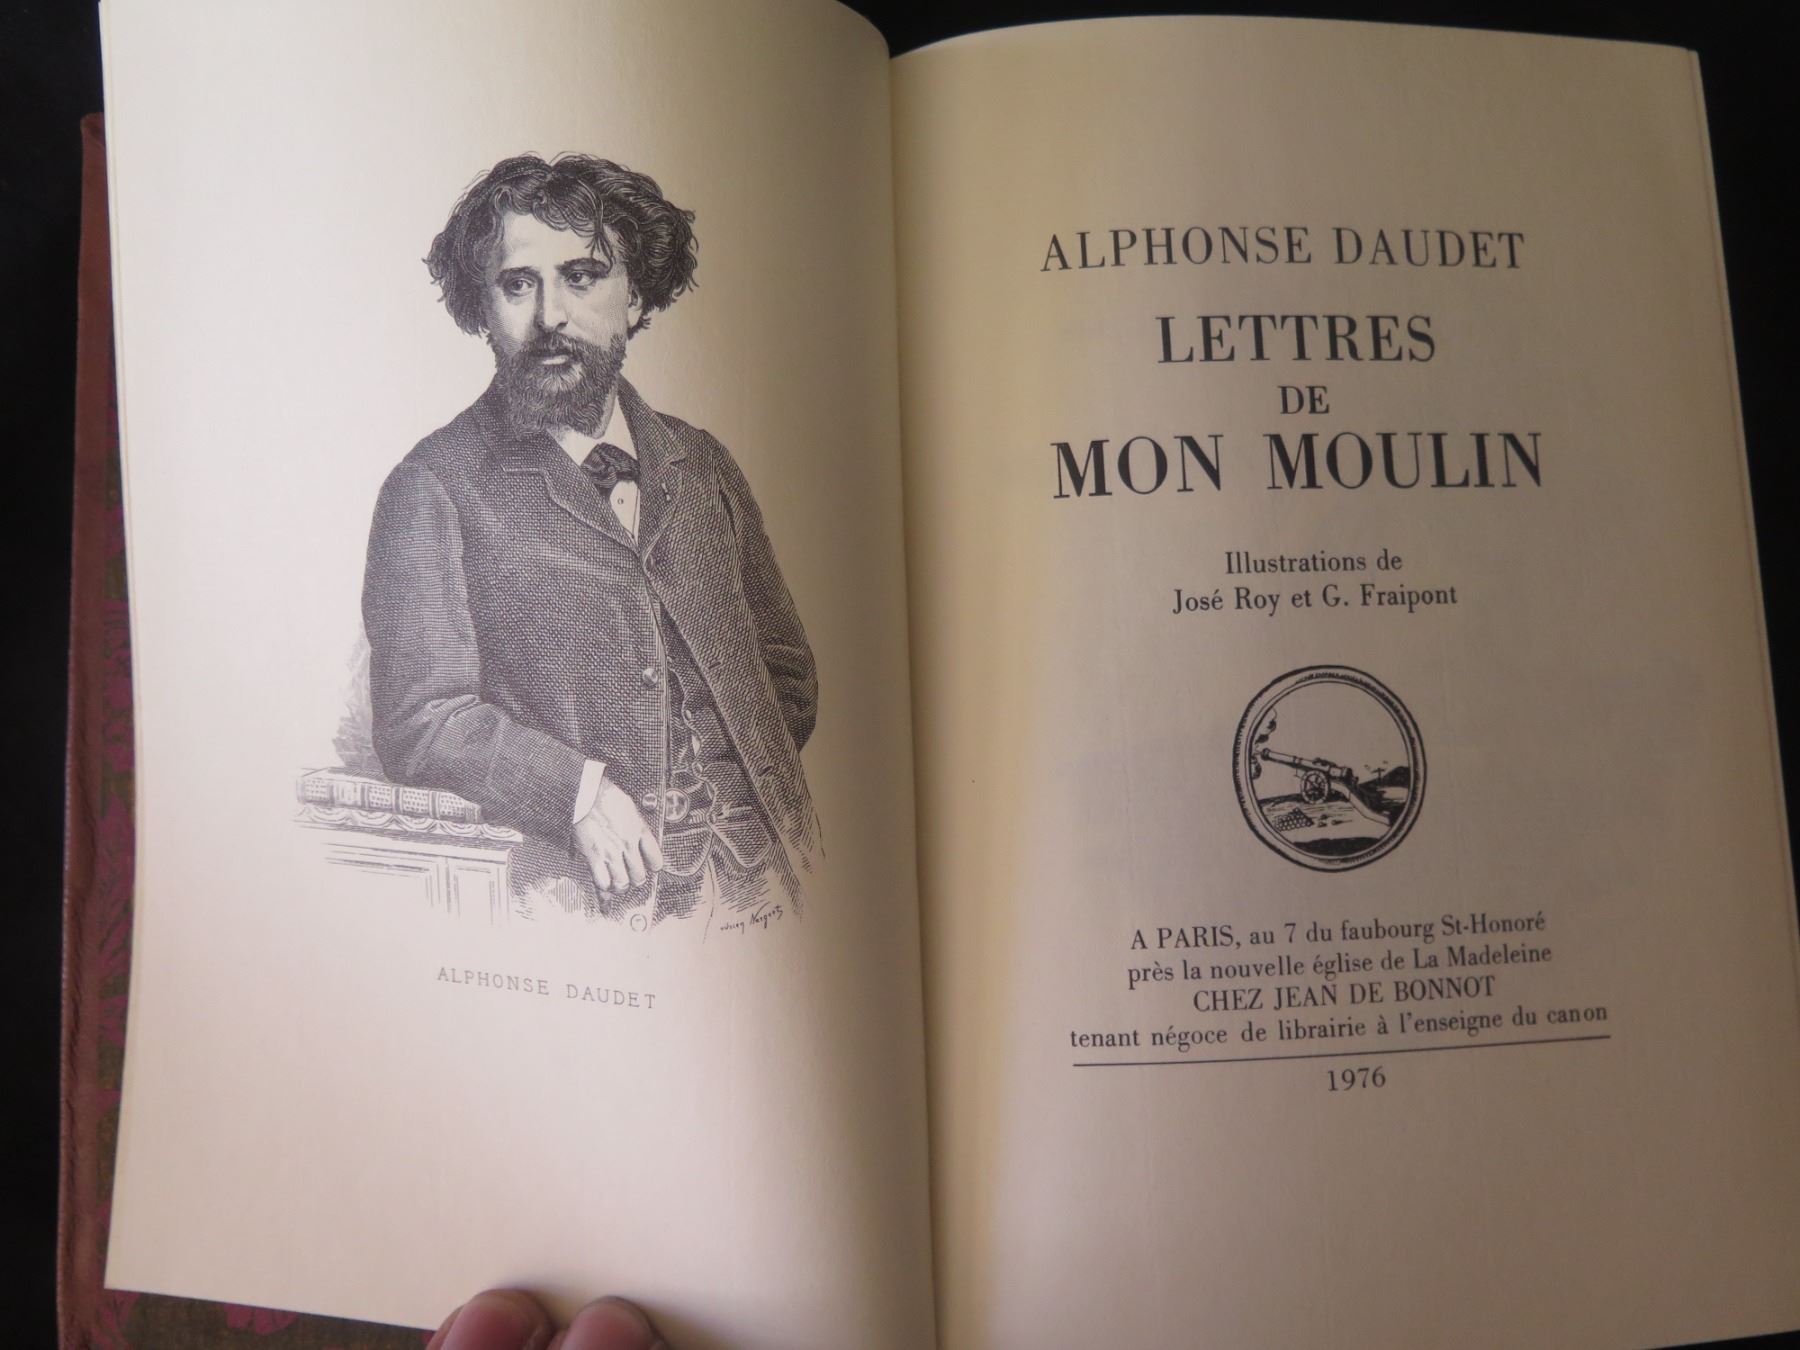 ALPHONSE DAUDET
ALPHONSE DAUDET
LETTRES
DE
MON MOULIN
Illustrations de
José Roy et G. Fraipont
A PARIS, au 7 du faubourg St-Honoré
près la nouvelle église de La Madeleine
CHEZ JEAN DE BONNOT
tenant négoce de librairie à l'enseigne du canon
1976